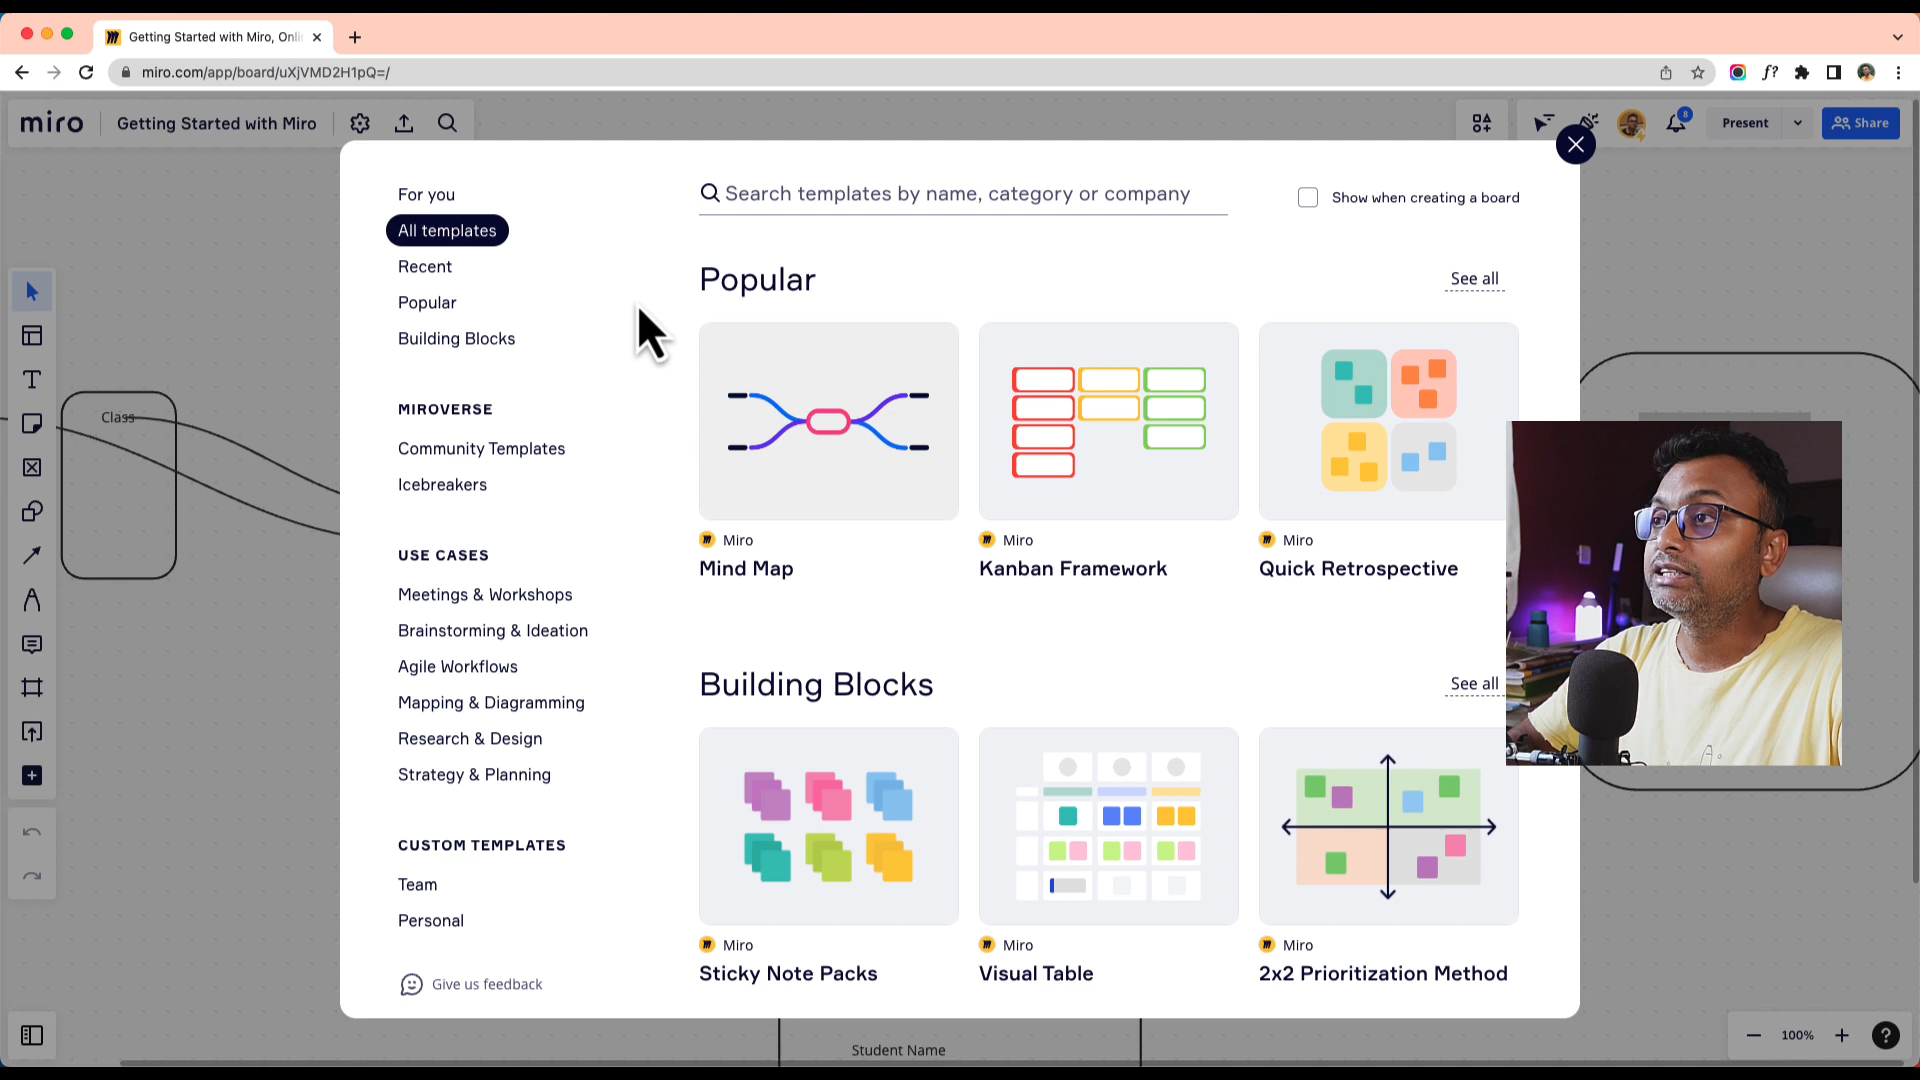 Getting Started with Miro, Onli
miro.com/app/board/uXjVMD2H1pQ=/
miro
Getting Started with Miro
8
Present
Share
For you
All templates
Recent
Popular
Building Blocks
MIROVERSE
Community Templates
Icebreakers
USE CASES
Meetings & Workshops
Brainstorming & Ideation
Agile Workflows
Mapping & Diagramming
Research & Design
Strategy & Planning
CUSTOM TEMPLATES
Team
Personal
Give us feedback
Search templates by name, category or company
Show when creating a board
Popular
See all
Miro
Mind Map
Miro
Kanban Framework
Miro
Quick Retrospective
Building Blocks
See all
Miro
Sticky Note Packs
Miro
Visual Table
Miro
2x2 Prioritization Method
Class
Student Name
100%